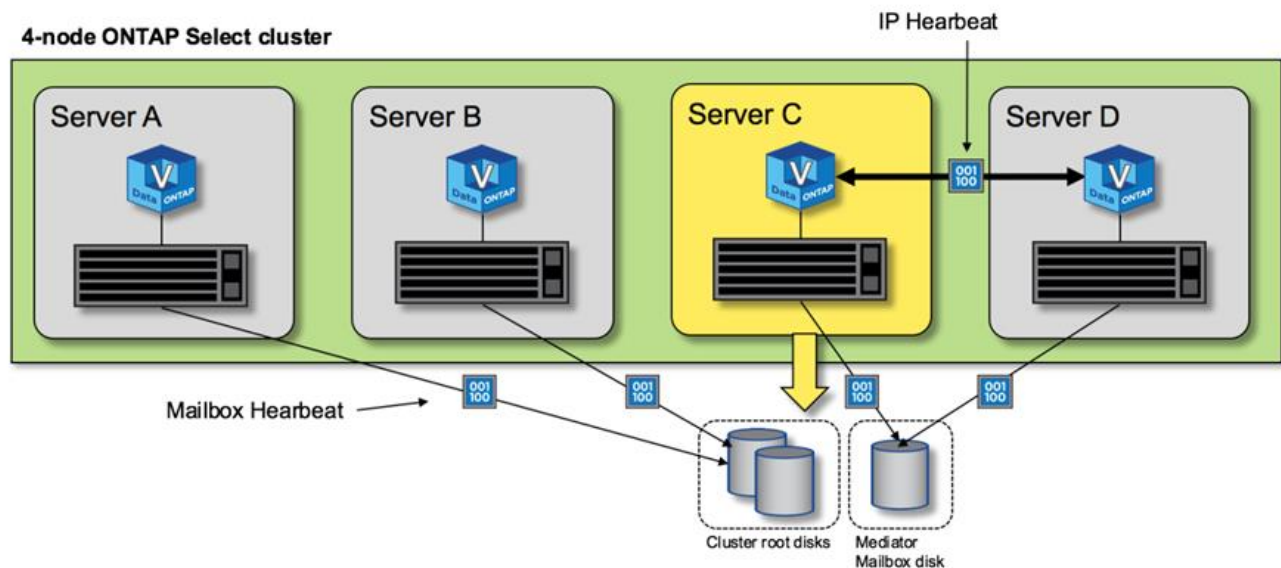 IP Hearbeat
4-node ONTAP Select cluster
Server A
Server B
Server C
Server D
V
Data ONTAP
V
Data ONTAP
V
Data ONTAP
001
100
V
Data ONTAP
Mailbox Hearbeat
001
100
001
100
001
100
001
100
Cluster root disks
Mediator
Mailbox disk